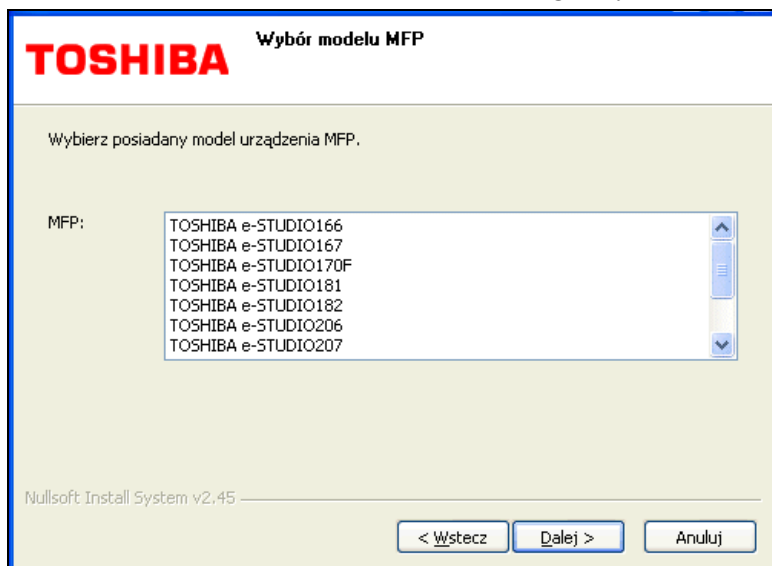 TOSHIBA
Wybór modelu MFP
Wybierz posiadany model urządzenia MFP.
MFP:
TOSHIBA e-STUDIO166
TOSHIBA e-STUDIO167
TOSHIBA e-STUDIO170F
TOSHIBA e-STUDIO181
TOSHIBA e-STUDIO182
TOSHIBA e-STUDIO206
TOSHIBA e-STUDIO207
Nullsoft Install System v2.45
< Wstecz
Dalej >
Anuluj